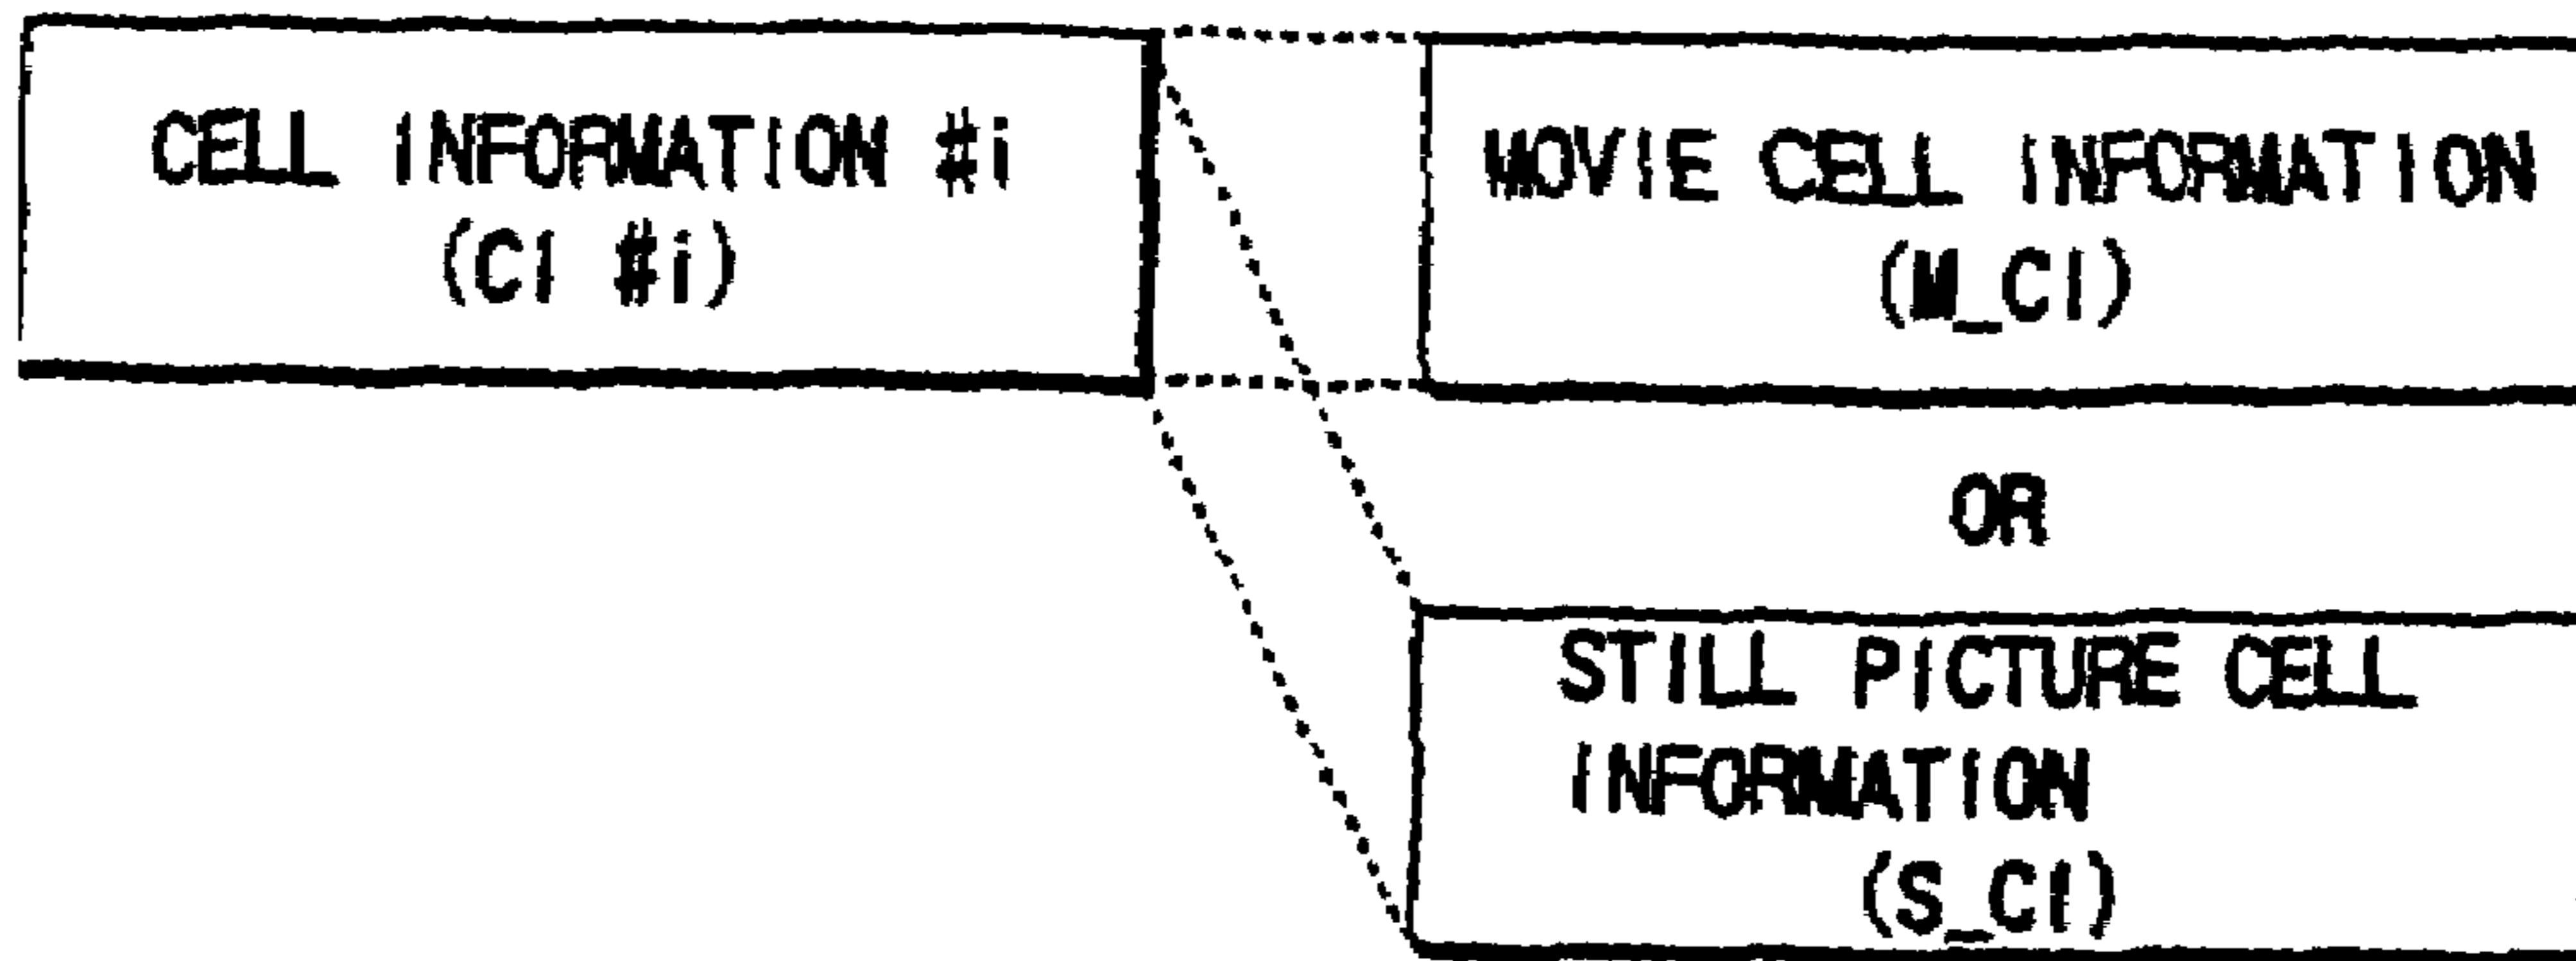 CELL INFORMATION #i
(CI #i)
MOVIE CELL INFORMATION
(M_CI)
OR
STILL PICTURE CELL
INFORMATION
(S_CI)